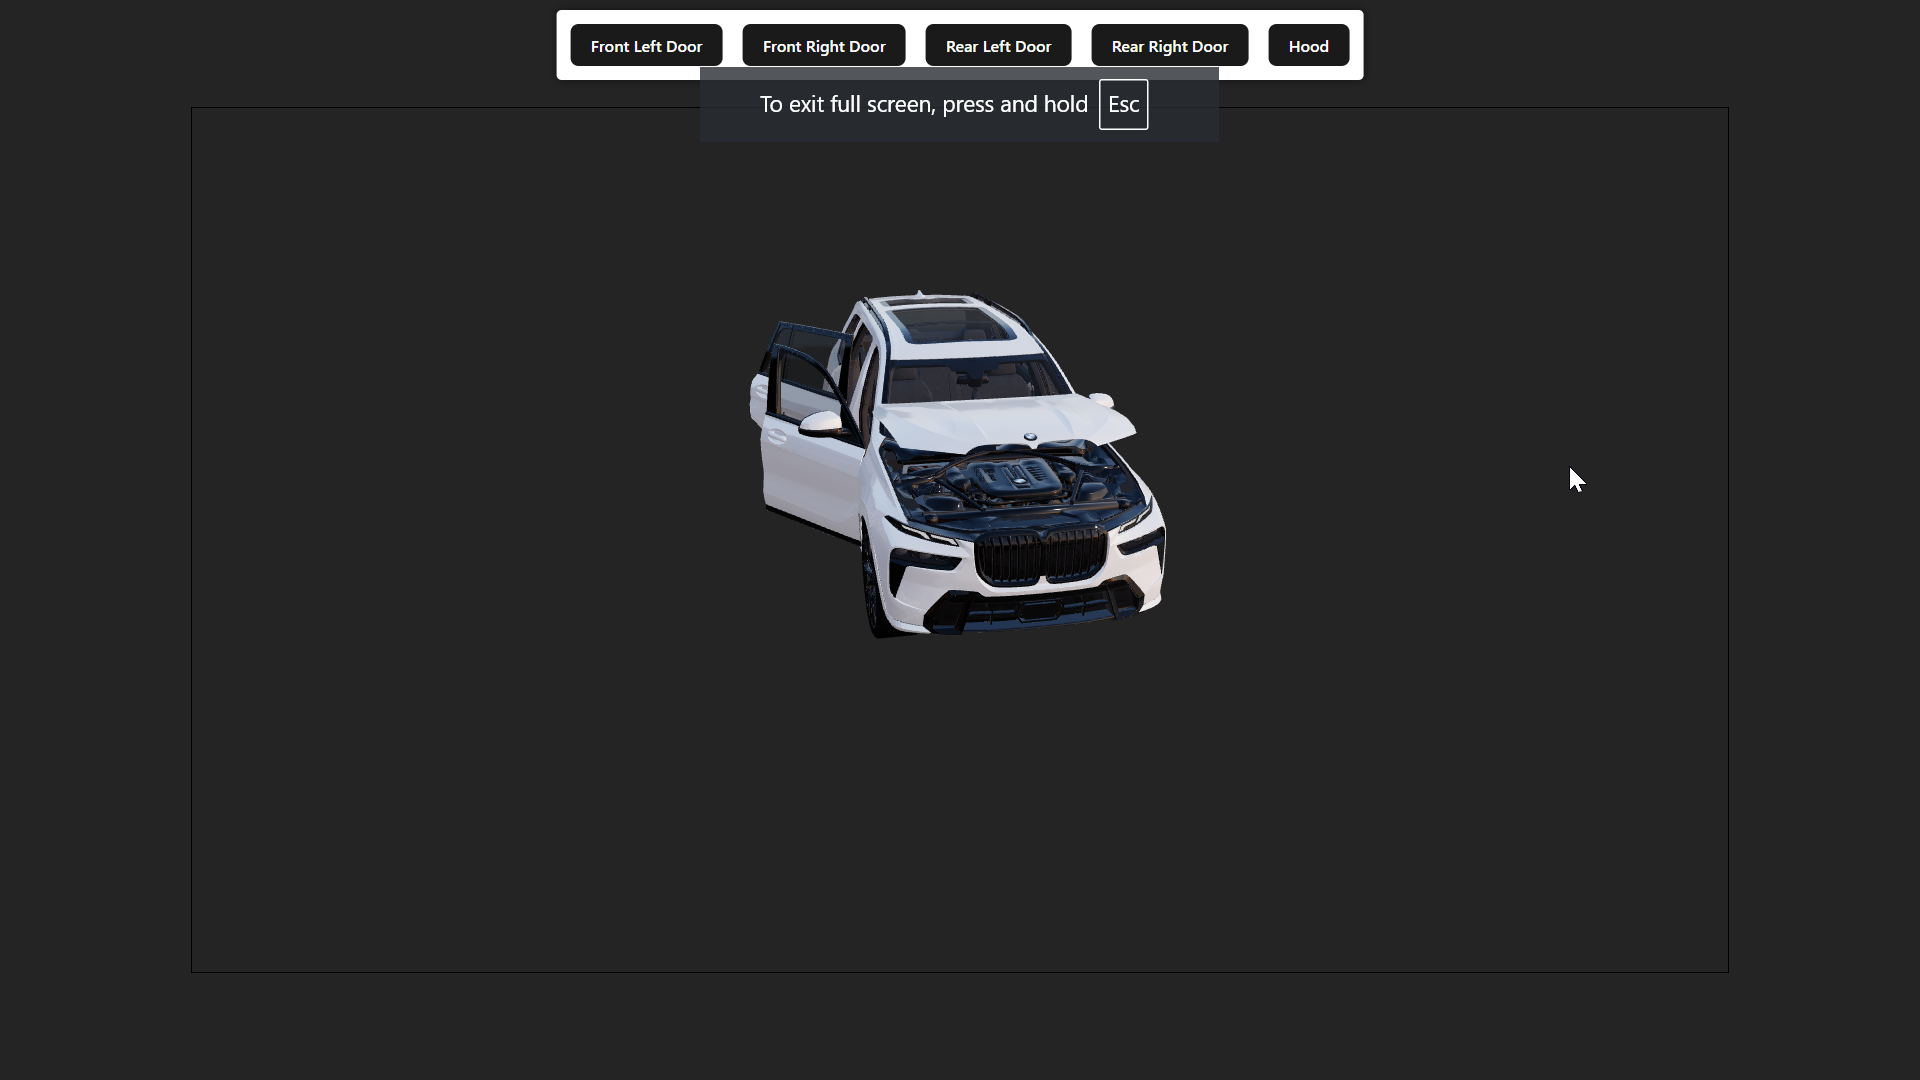 Front Left Door Front Right Door Rear Left Door Rear Right Door Hood
To exit full screen, press and hold Esc